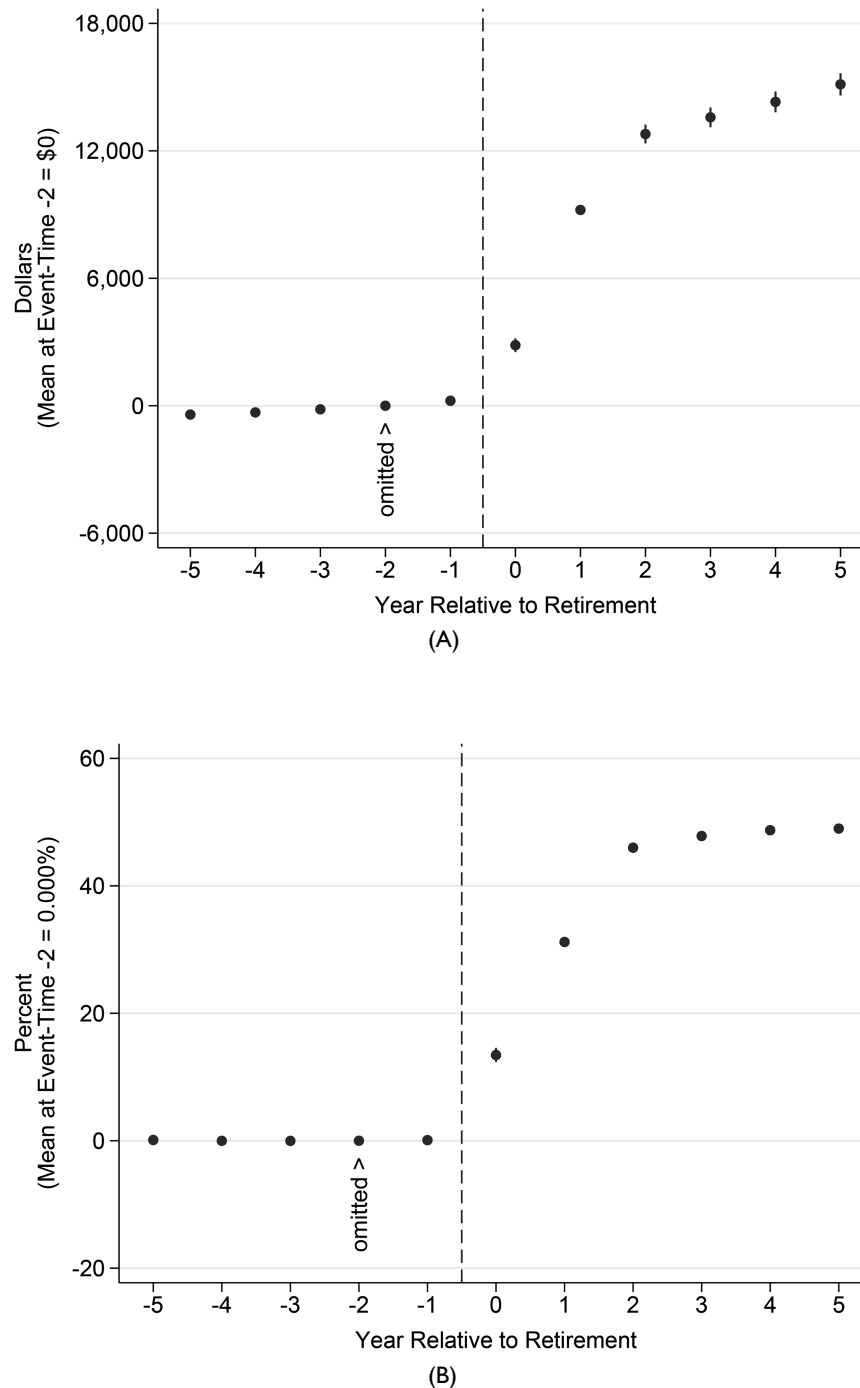 18,000
12,000
6,000
0
-6,000
Dollars
(Mean at Event-Time -2 = $0)
omitted >
-5 -4 -3 -2 -1 0 1 2 3 4 5
Year Relative to Retirement
(A)
60
40
20
0
-20
Percent
(Mean at Event-Time -2 = 0.000%)
omitted >
-5 -4 -3 -2 -1 0 1 2 3 4 5
Year Relative to Retirement
(B)